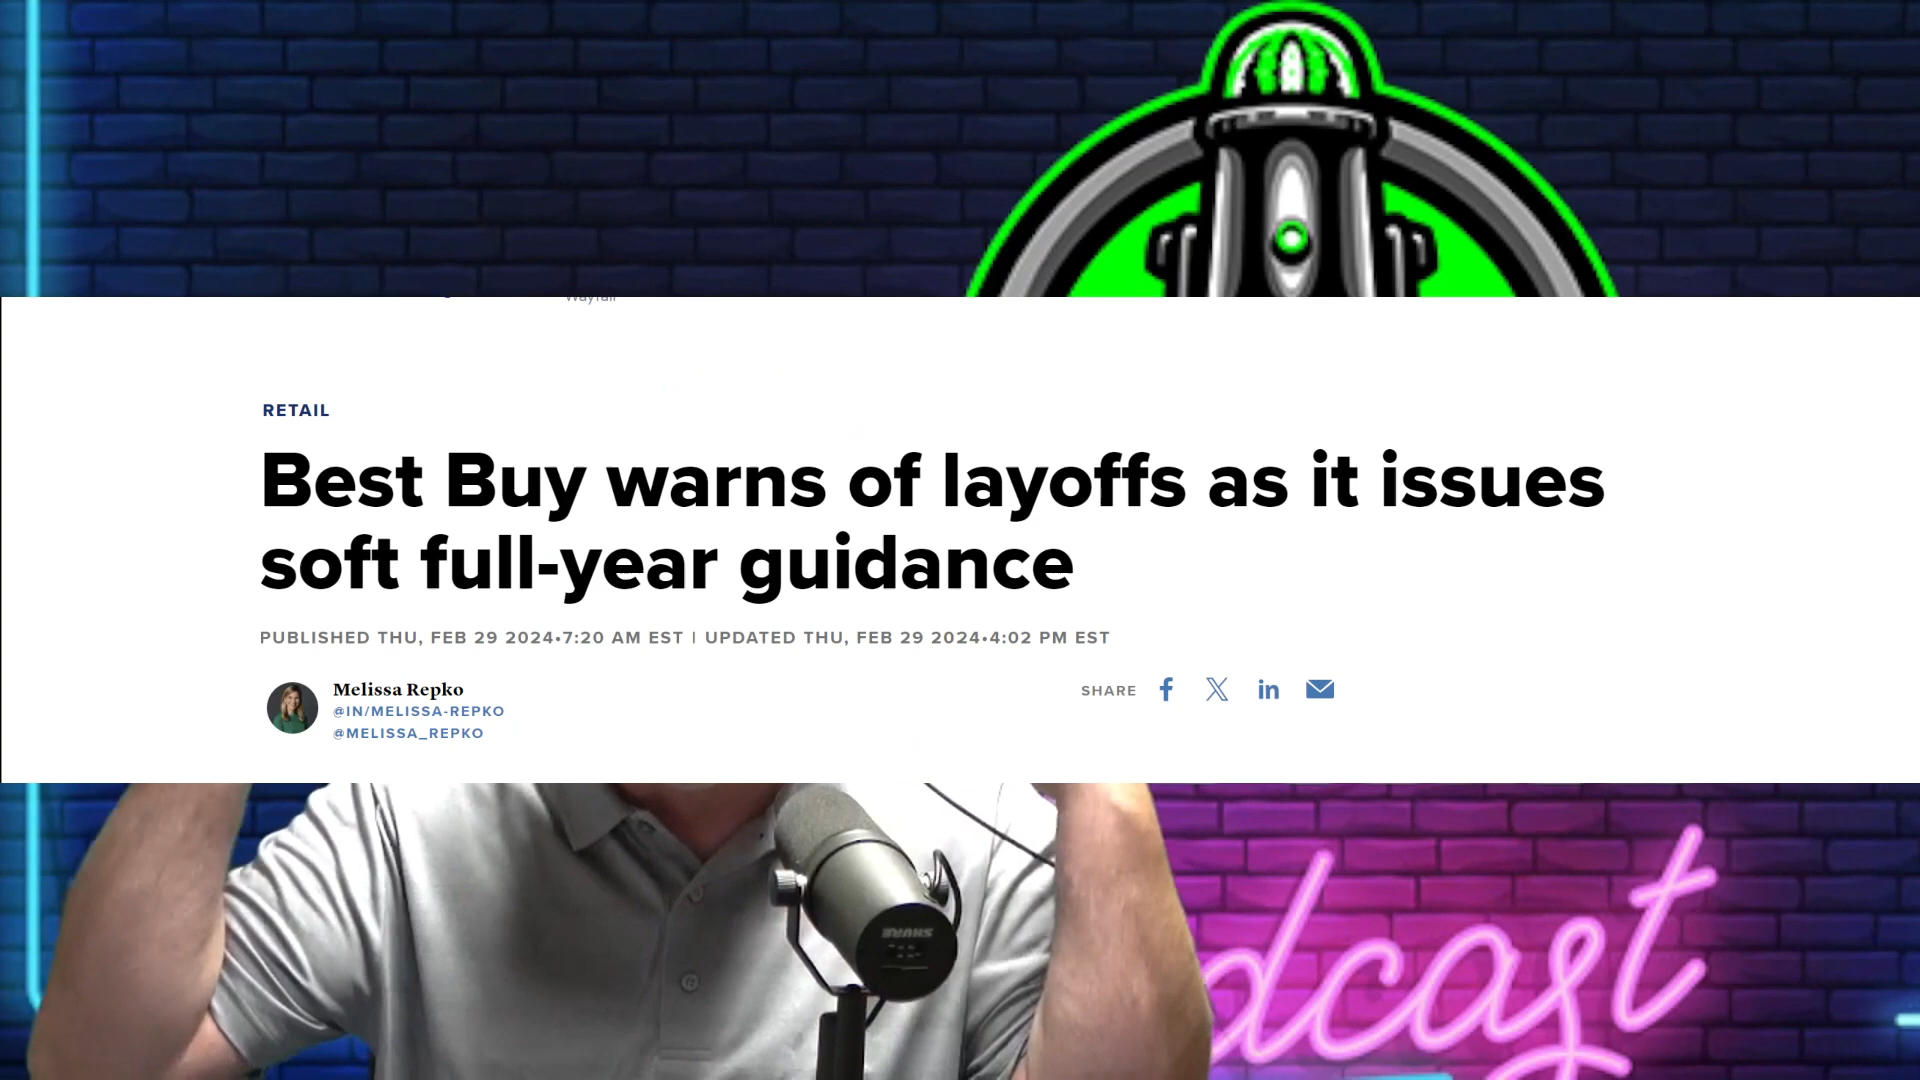 Wayfair
RETAIL
Best Buy warns of layoffs as it issues
soft full-year guidance
PUBLISHED THU, FEB 29 2024•7:20 AM EST | UPDATED THU, FEB 29 2024•4:02 PM EST
Melissa Repko
@IN/MELISSA-REPKO
@MELISSA_REPKO
SHARE
SHURE
dcast